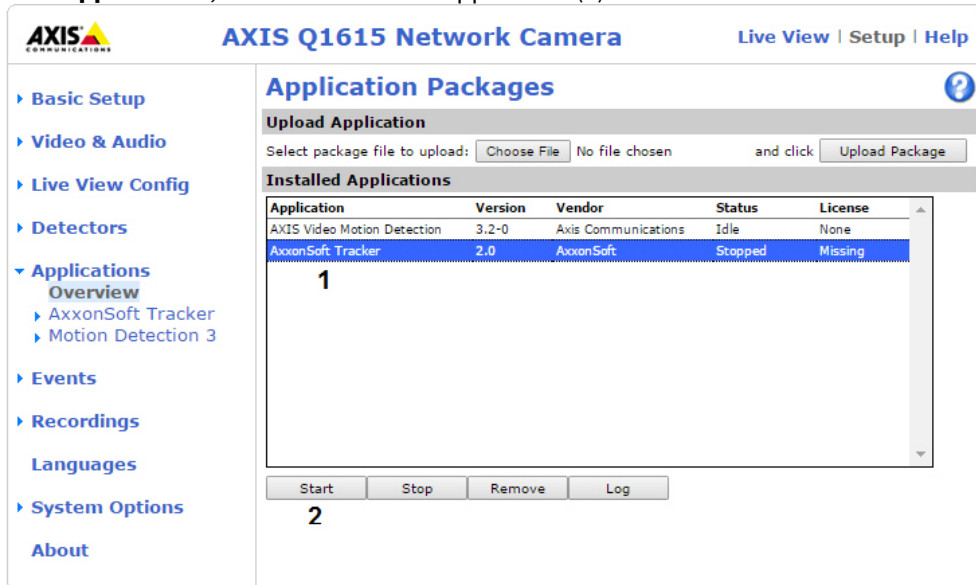 AXIS COMMUNICATIONS
AXIS Q1615 Network Camera
Live View | Setup | Help
Basic Setup
Video & Audio
Live View Config
Detectors
Applications
Overview
AxxonSoft Tracker
Motion Detection 3
Events
Recordings
Languages
System Options
About
Application Packages
?
Upload Application
Select package file to upload: Choose File No file chosen and click Upload Package
Installed Applications
Application Version Vendor Status License
AXIS Video Motion Detection 3.2-0 Axis Communications Idle None
AxxonSoft Tracker 2.0 AxxonSoft Stopped Missing
1
Start Stop Remove Log
2